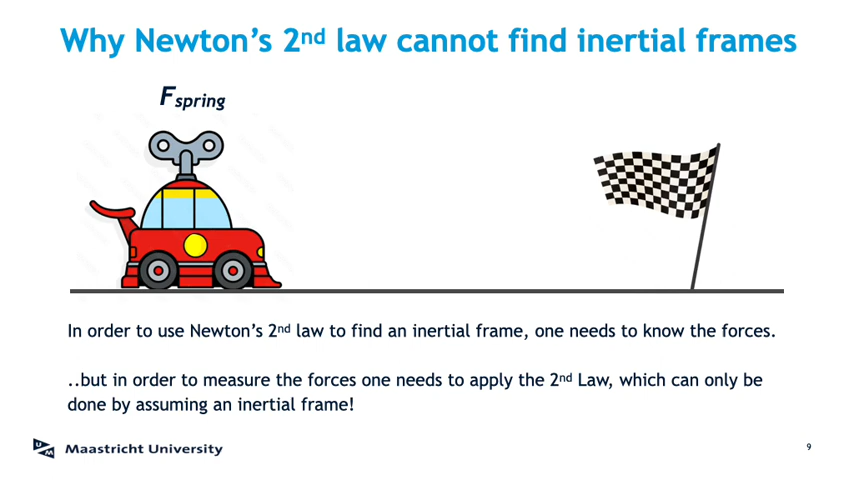 Why Newton's 2nd law cannot find inertial frames
Fspring
In order to use Newton's 2nd law to find an inertial frame, one needs to know the forces.
..but in order to measure the forces one needs to apply the 2nd Law, which can only be
done by assuming an inertial frame!
UM Maastricht University
9